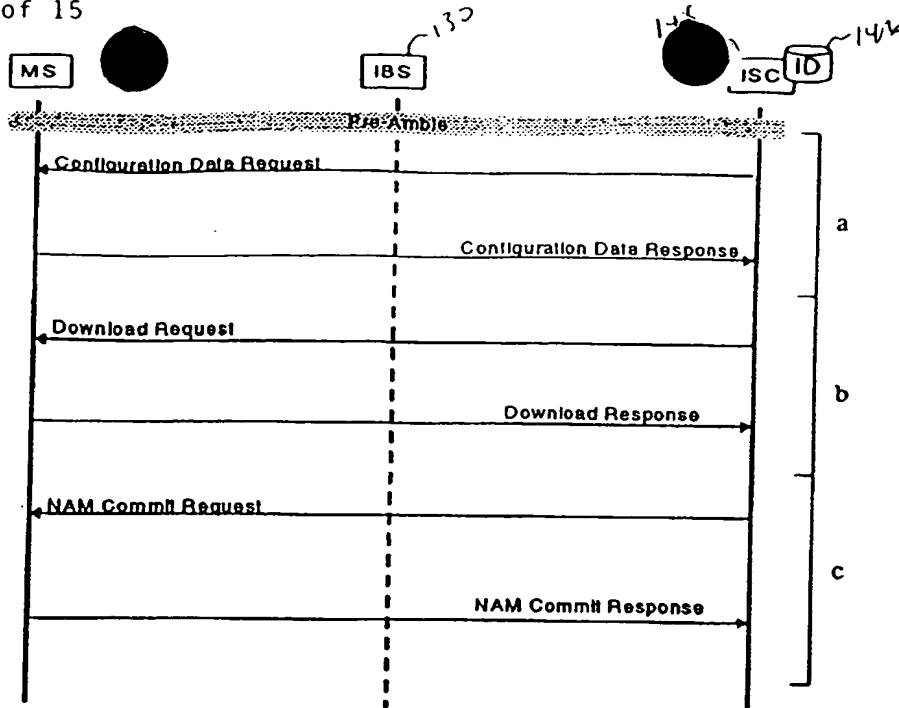 of 15
130
MS
IBS
ISC
ID
Pre-Amble
Configuration Data Request
a
Configuration Data Response
Download Request
b
Download Response
NAM Commit Request
c
NAM Commit Response